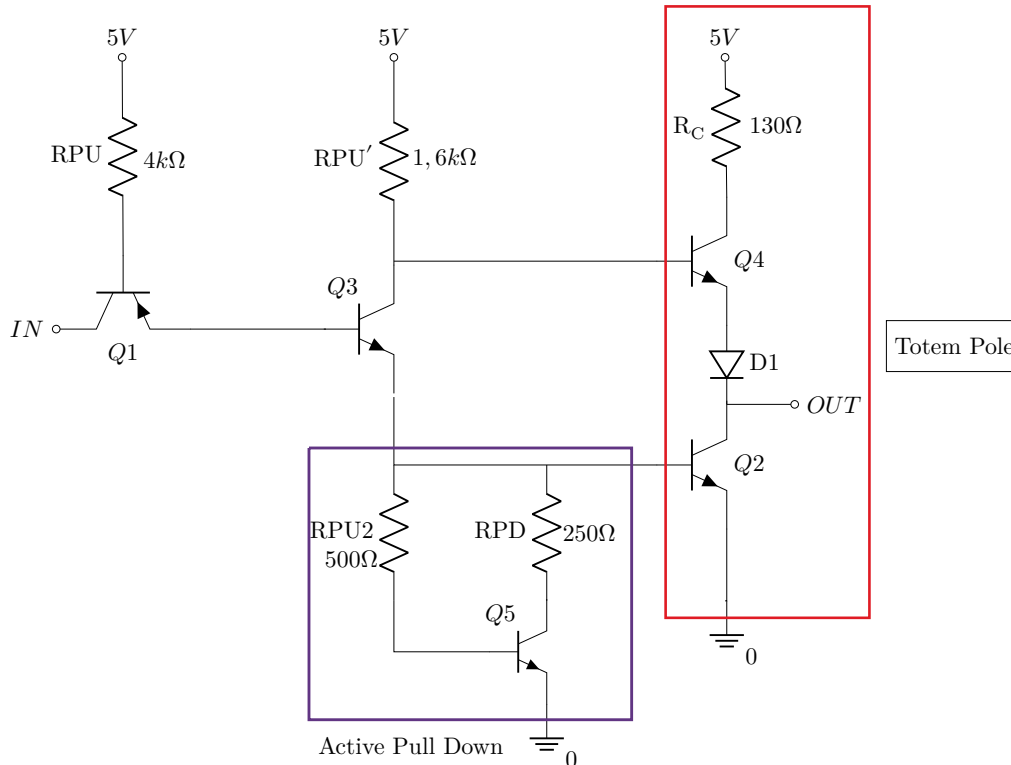 5V
5V
5V
RPU
4kΩ
RPU′
1, 6kΩ
R_C
130Ω
Q3
Q4
IN
Q1
D1
Totem Pole
OUT
Q2
RPU2
500Ω
RPD
250Ω
Q5
0
0
Active Pull Down